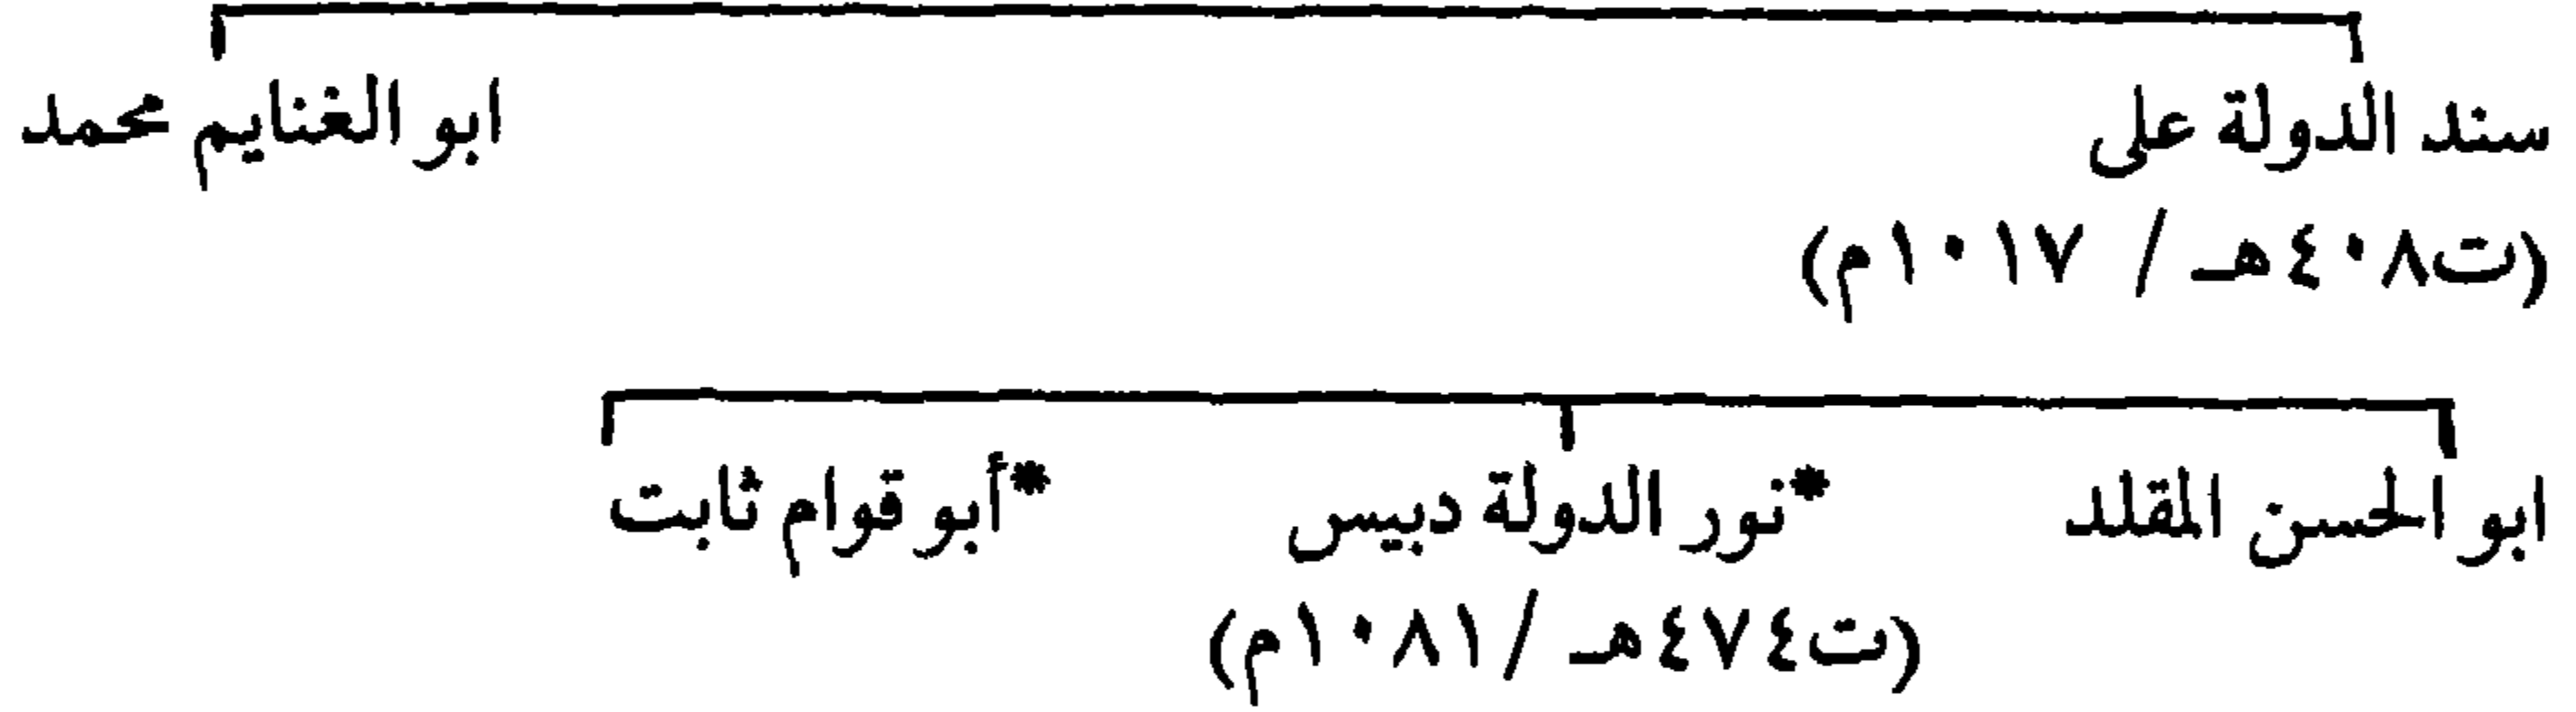 سند الدولة على ابو الغنايم محمد
(ت٤٠٨هـ / ١٠١٧م)
ابو الحسن المقلد *نور الدولة دبيس *أبو قوام ثابت
(ت٤٧٤هـ /١٠٨١م)